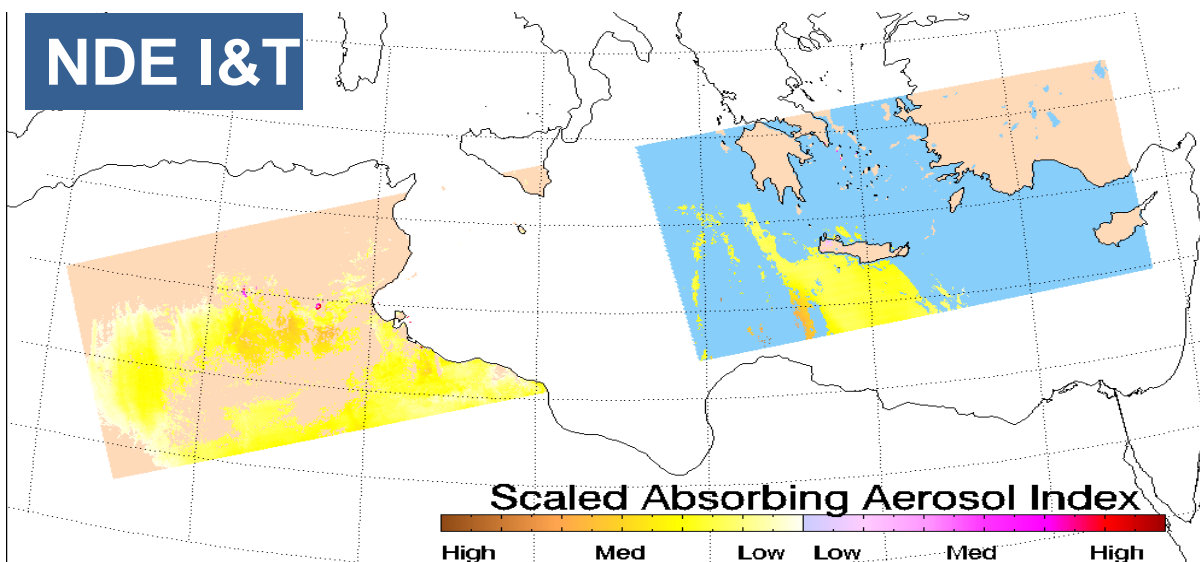 NDE I&T
Scaled Absorbing Aerosol Index
High Med Low Low Med High